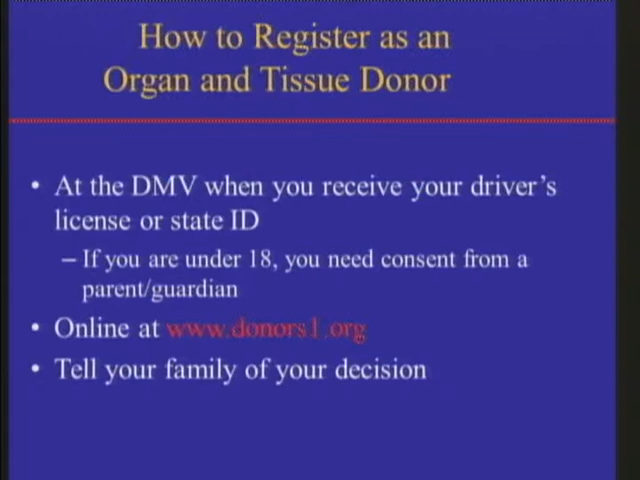 How to Register as an
Organ and Tissue Donor
• At the DMV when you receive your driver's
license or state ID
– If you are under 18, you need consent from a
parent/guardian
• Online at www.donors1.org
• Tell your family of your decision